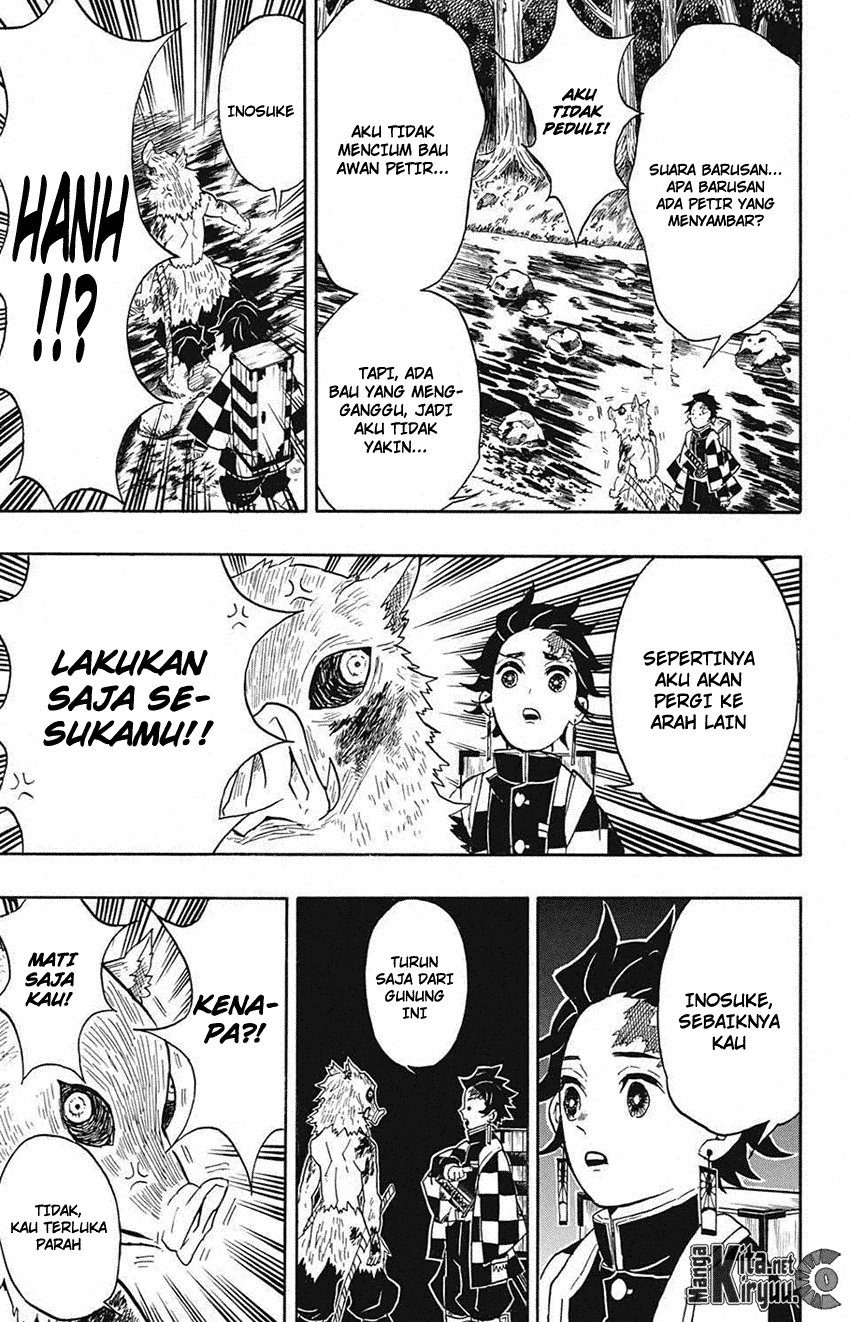 SUARA BARUSAN...
APA BARUSAN
ADA PETIR YANG
MENYAMBAR?
AKU
TIDAK
PEDULI!
AKU TIDAK
MENCIUM BAU
AWAN PETIR...
TAPI, ADA
BAU YANG MENG-
GANGGU, JADI
AKU TIDAK
YAKIN...
INOSUKE
HANH
!!?
SEPERTINYA
AKU AKAN
PERGI KE
ARAH LAIN
LAKUKAN
SAJA SE-
SUKAMU!!
INOSUKE,
SEBAIKNYA
KAU
TURUN
SAJA DARI
GUNUNG
INI
KENA-
PA?!
MATI
SAJA
KAU!
TIDAK,
KAU TERLUKA
PARAH
Manga
Kita.net
Kiryuu.